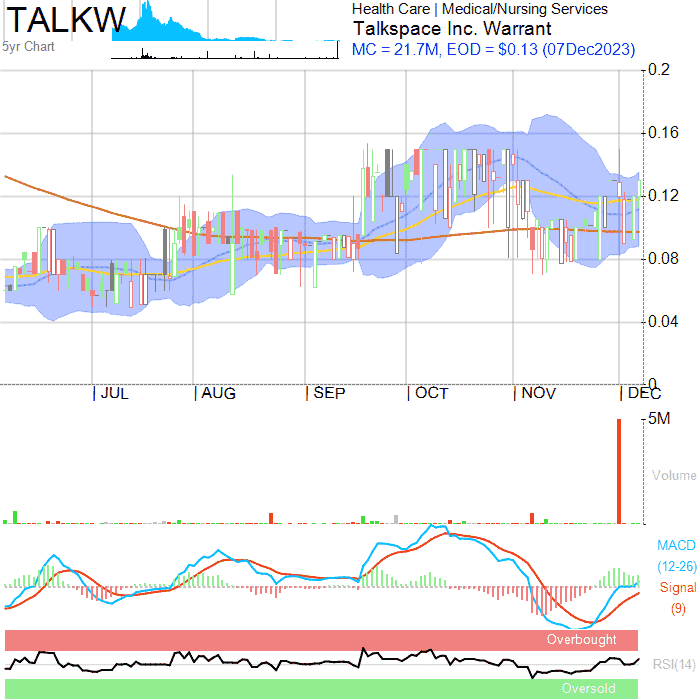 TALKW
5yr Chart
Health Care | Medical/Nursing Services
Talkspace Inc. Warrant
MC = 21.7M, EOD = $0.13 (07Dec2023)
0.2
0.16
0.12
0.08
0.04
0
JUL AUG SEP OCT NOV DEC
5M
Volume
MACD
(12-26)
Signal
(9)
Overbought
RSI(14)
Oversold